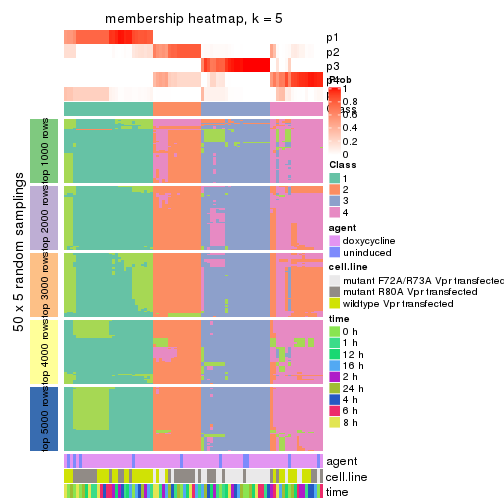 membership heatmap, k = 5
p1
p2
p3
Prob
1
0.8
0.6
0.4
0.2
0
Class
1
2
3
4
agent
doxycycline
uninduced
cell.line
mutant F72A/R73A Vpr transfected
mutant R80A Vpr transfected
wildtype Vpr transfected
time
0 h
1 h
12 h
16 h
2 h
24 h
4 h
6 h
8 h
50 x 5 random samplings
top 1000 rows
top 2000 rows
top 3000 rows
top 4000 rows
top 5000 rows
agent
cell.line
time